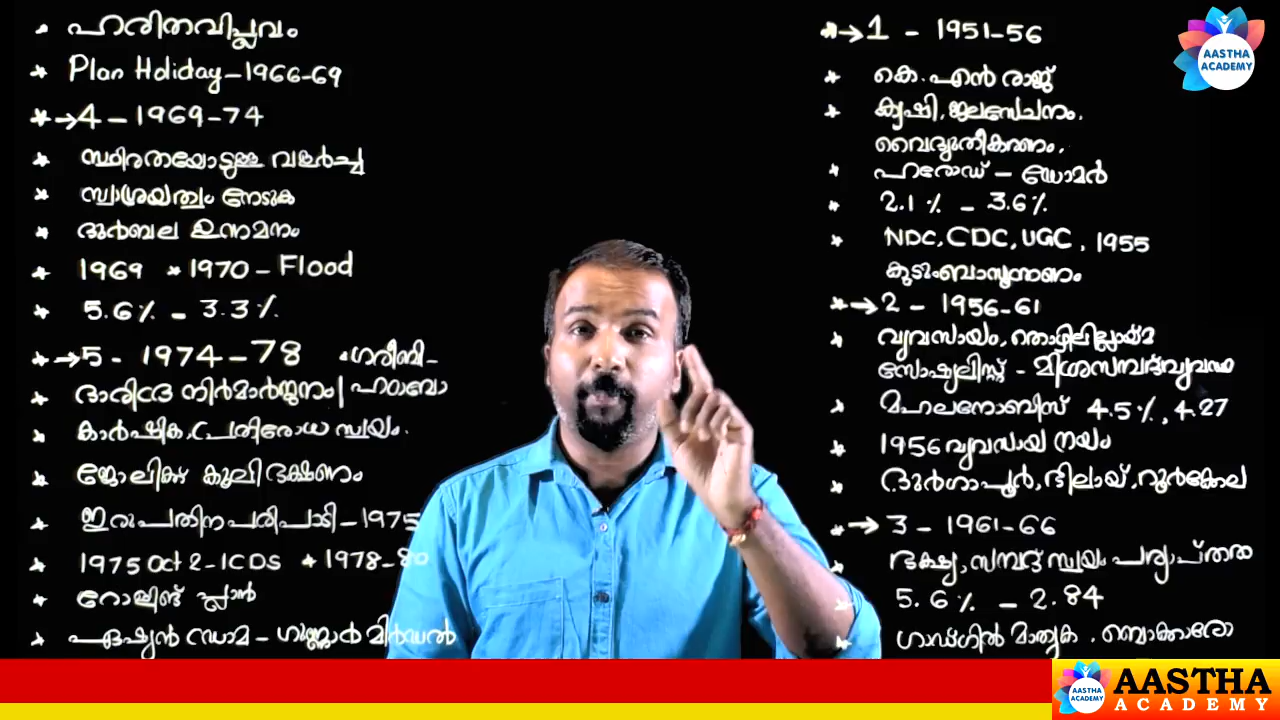 ഹരിതവിപ്ലവം
Plan Holiday-1966-69
→4 - 1969-74
സ്ഥിരതയോടുള്ള വളർച്ച
സ്വാശ്രയത്വം നേടുക
ദുർബല ഉന്നമനം
1969 * 1970 - Flood
5.6% - 3.3%
→5 - 1974-78 ഗരീബി-
ദാരിദ്ര നിർമാർജ്ജനം| ഹഠാവോ
കാർഷിക, പ്രതിരോധ സ്വയം.
ജോലിക്ക് കൂലി ഭക്ഷണം
ഇരുപതിനപരിപാടി-1975
1975 Oct 2-ICDS * 1978-80
റോളിങ് പ്ലാൻ
ഏഷ്യൻ ഡ്രാമ - ഗുണ്ണാർ മിർഡൽ
→1 - 1951-56
കെ.എൻ രാജ്
കൃഷി, ജലസേചനം,
വൈദ്യുതീകരണം,
ഹരോഡ് - ഡോമർ
2.1% - 3.6%
NDC, CDC, UGC, 1955
കുടുംബാസൂത്രണം
→2 - 1956-61
വ്യവസായം, തൊഴിലില്ലായ്മ
സോഷ്യലിസ്റ്റ് - മിശ്രസമ്പദ്‌വ്യവസ്ഥ
മഹലനോബിസ് 4.5%, 4.27
1956 വ്യവസായ നയം
ദുർഗാപൂർ, ഭിലായ്, റൂർക്കേല
→3 - 1961-66
ഭക്ഷ്യ, സമ്പദ് സ്വയം പര്യാപ്തത
5.6% - 2.84
ഗാഡ്ഗിൽ മാതൃക, ബൊക്കാറോ
AASTHA
ACADEMY
AASTHA
ACADEMY
AASTHA
ACADEMY